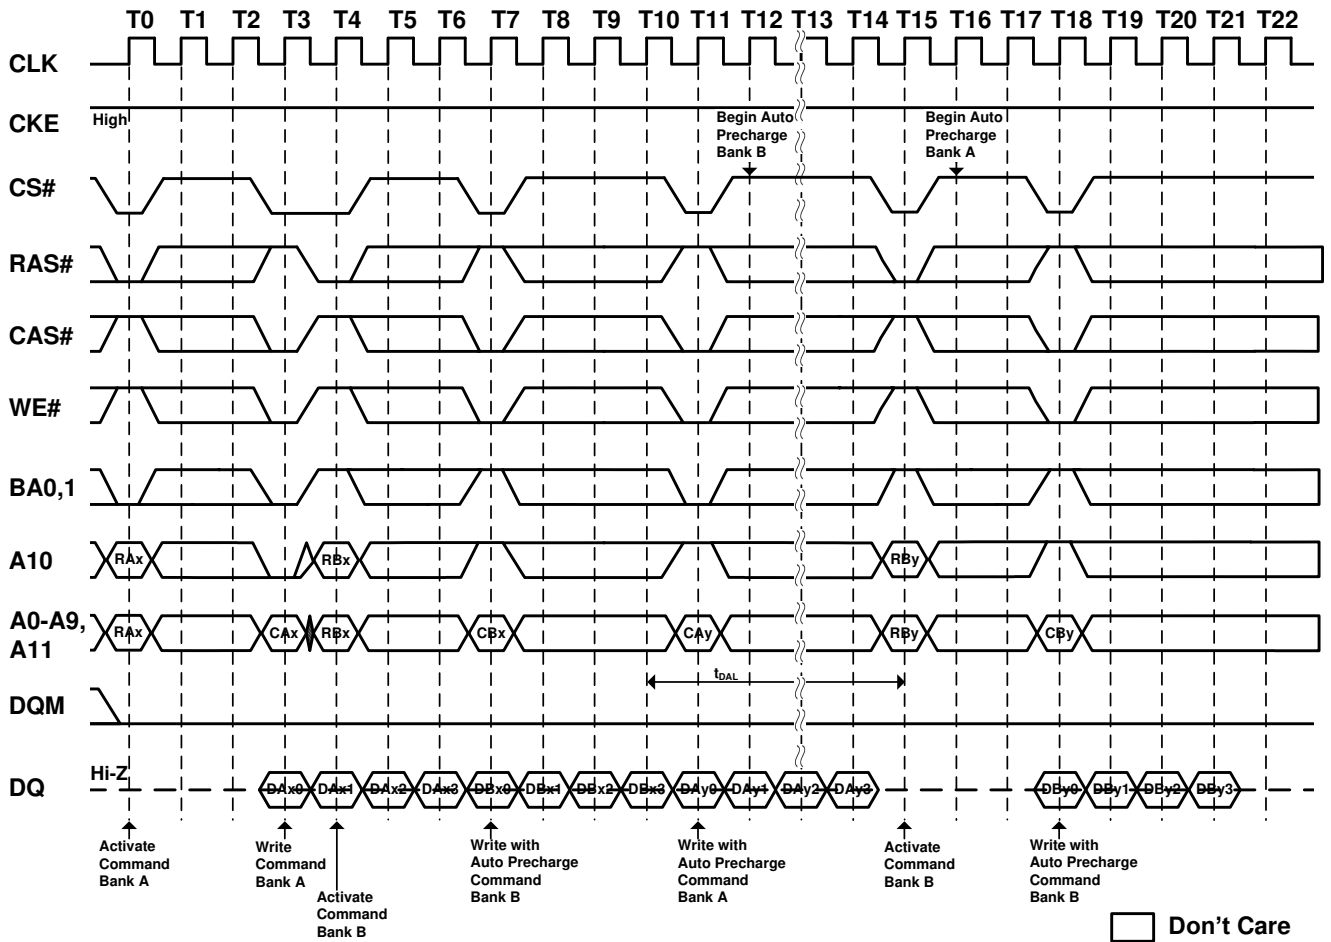 T0 T1 T2 T3 T4 T5 T6 T7 T8 T9 T10 T11 T12 T13 T14 T15 T16 T17 T18 T19 T20 T21 T22
CLK
CKE
High
Begin Auto
Precharge
Bank B
Begin Auto
Precharge
Bank A
CS#
RAS#
CAS#
WE#
BA0,1
A10
RAx RBx RBy
A0-A9,
A11
RAx CAx RBx CBx CAy RBy CBy
tDAL
DQM
Hi-Z
DQ
DAx0 DAx1 DAx2 DAx3 DBx0 DBx1 DBx2 DBx3 DAy0 DAy1 DAy2 DAy3 DBy0 DBy1 DBy2 DBy3
Activate
Command
Bank A
Write
Command
Bank A
Activate
Command
Bank B
Write with
Auto Precharge
Command
Bank B
Write with
Auto Precharge
Command
Bank A
Activate
Command
Bank B
Write with
Auto Precharge
Command
Bank B
Don't Care